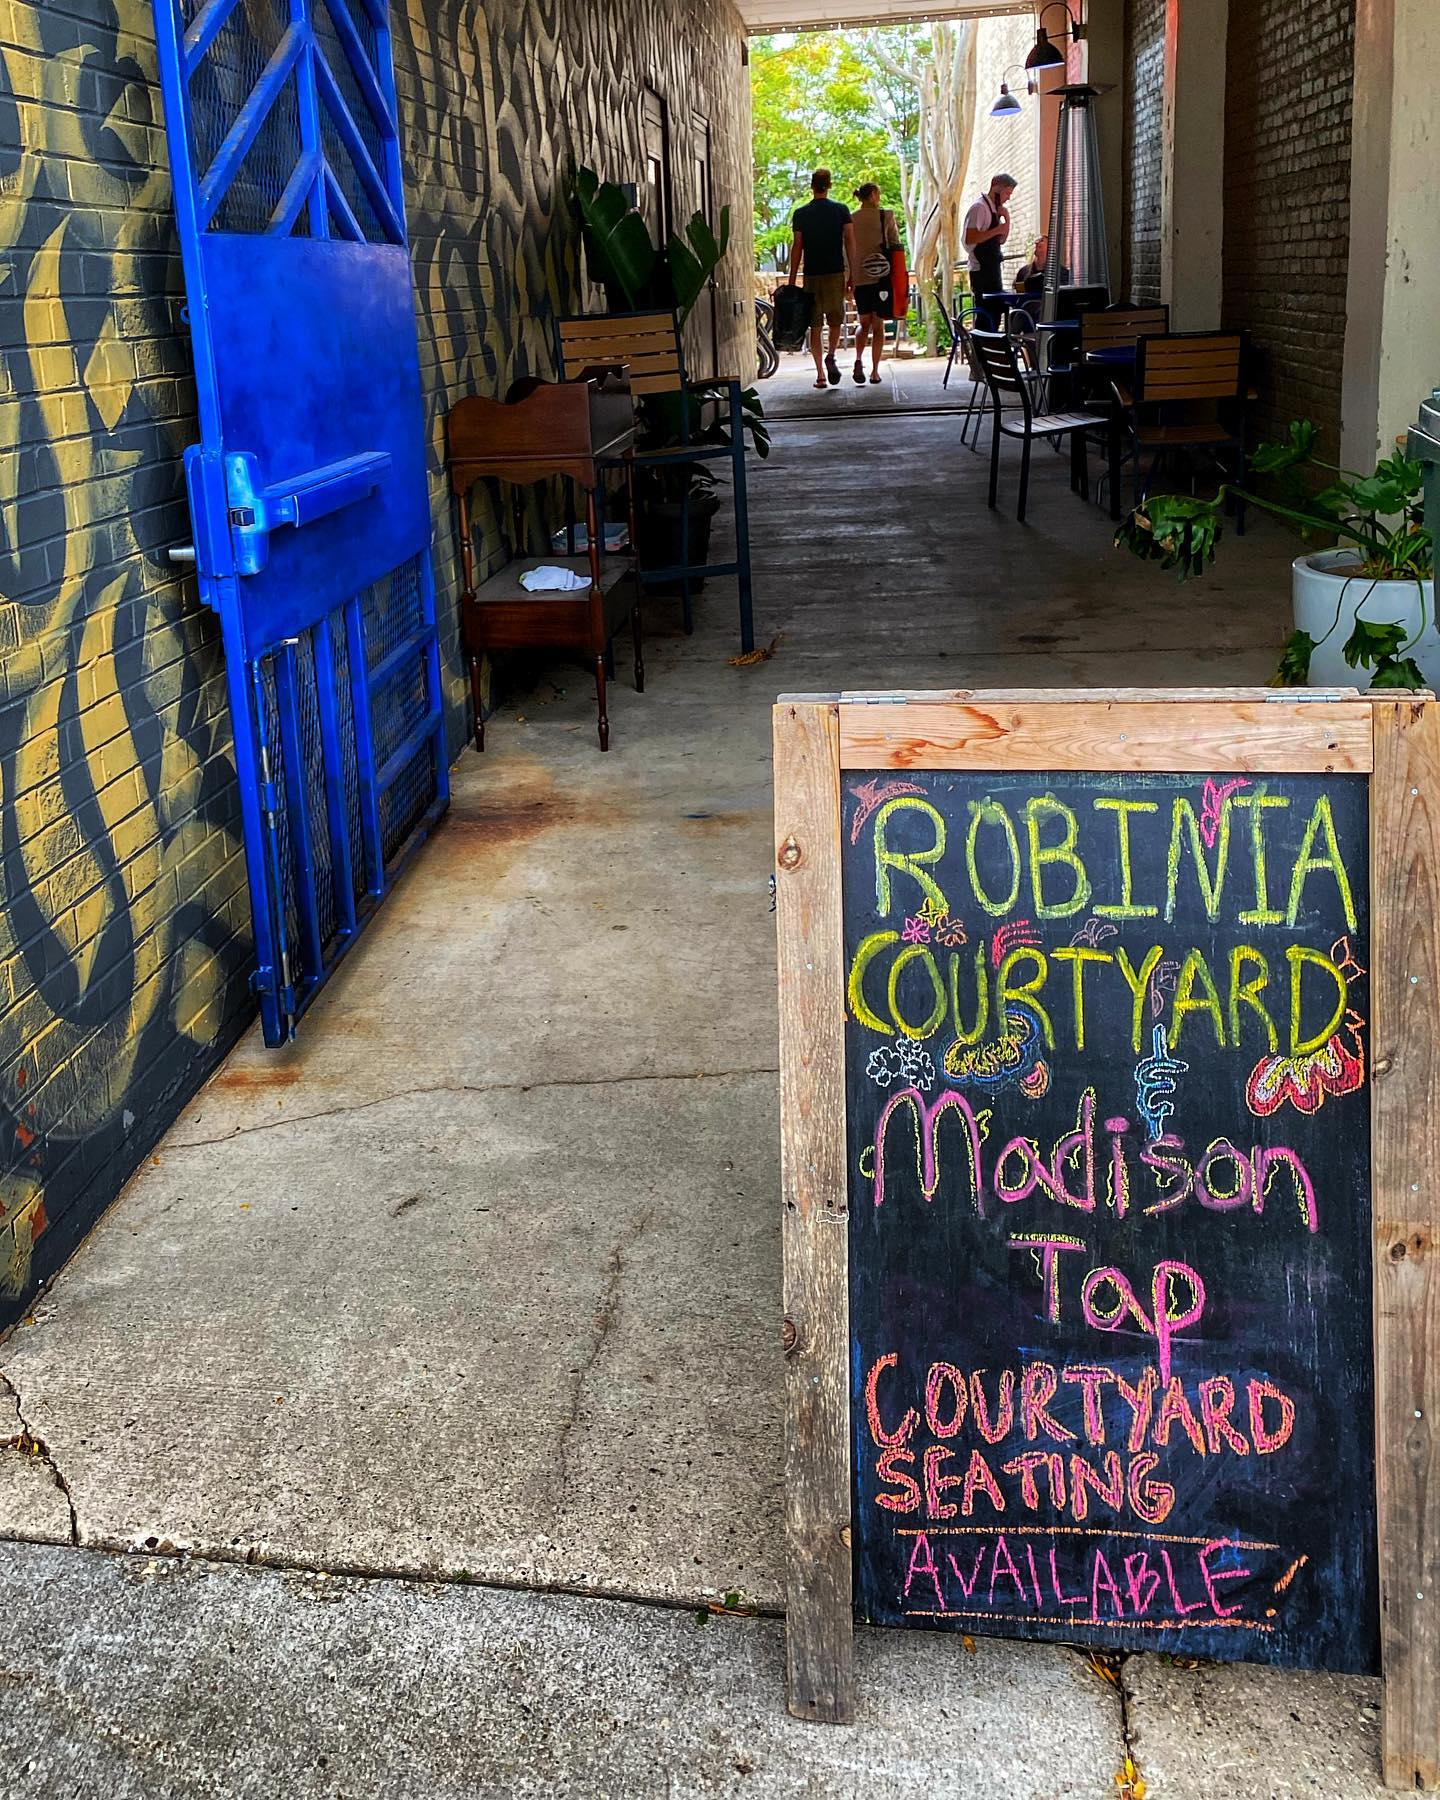 ROBINIA
COURTYARD
&
Madison
Tap
COURTYARD
SEATING
AVAILABLE!